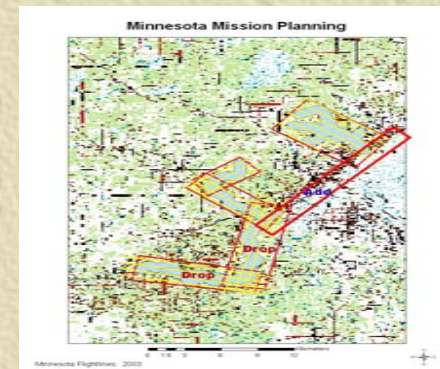 Minnesota Mission Planning
Add
Drop
Drop
Minnesota Flightlines, 2003